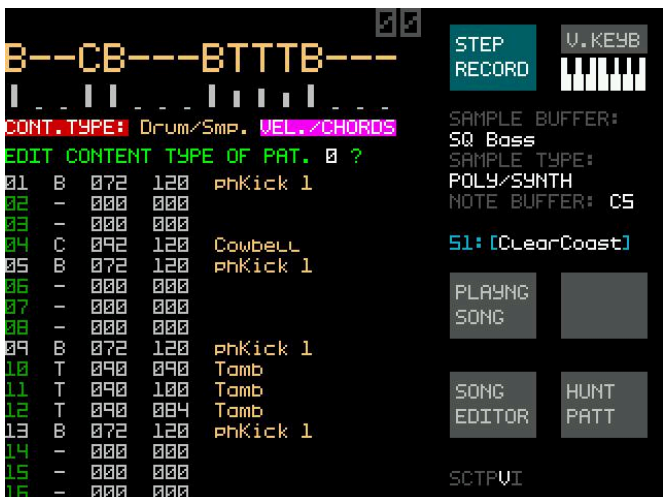 00
B--CB---BTTTB---
CONT.TYPE: Drum/Smp. VEL./CHORDS
EDIT CONTENT TYPE OF PAT. 0 ?
01 B 072 120 phKick 1
02 - 000 000
03 - 000 000
04 C 092 120 Cowbell
05 B 072 120 phKick 1
06 - 000 000
07 - 000 000
08 - 000 000
09 B 072 120 phKick 1
10 T 090 090 Tamb
11 T 090 100 Tamb
12 T 090 084 Tamb
13 B 072 120 phKick 1
14 - 000 000
15 - 000 000
16 - 000 000
STEP
RECORD
V.KEYB
SAMPLE BUFFER:
SQ Bass
SAMPLE TYPE:
POLY/SYNTH
NOTE BUFFER: C5
S1:[ClearCoast]
PLAYNG
SONG
SONG
EDITOR
HUNT
PATT
SCTPVI